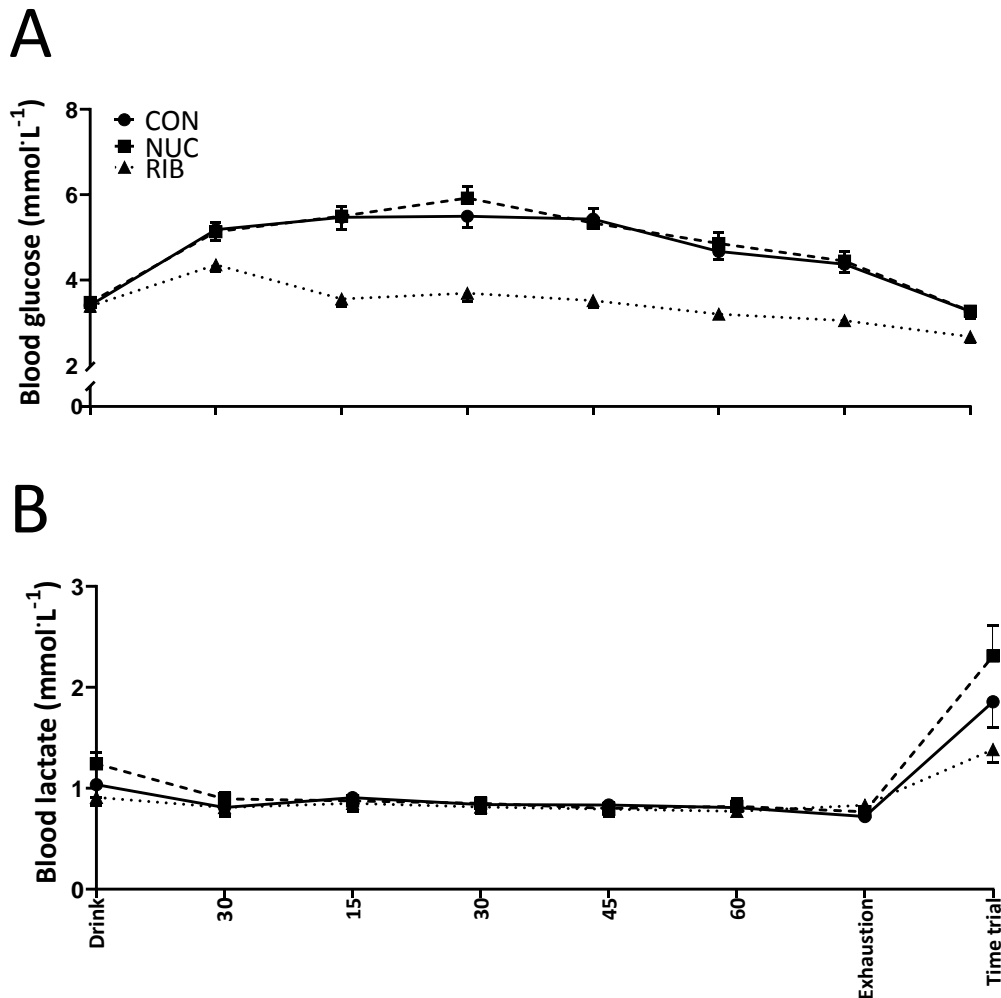 A
Blood glucose (mmol·L⁻¹)
8
6
4
2
0
CON
NUC
RIB
B
Blood lactate (mmol·L⁻¹)
3
2
1
0
Drink
30
15
30
45
60
Exhaustion
Time trial